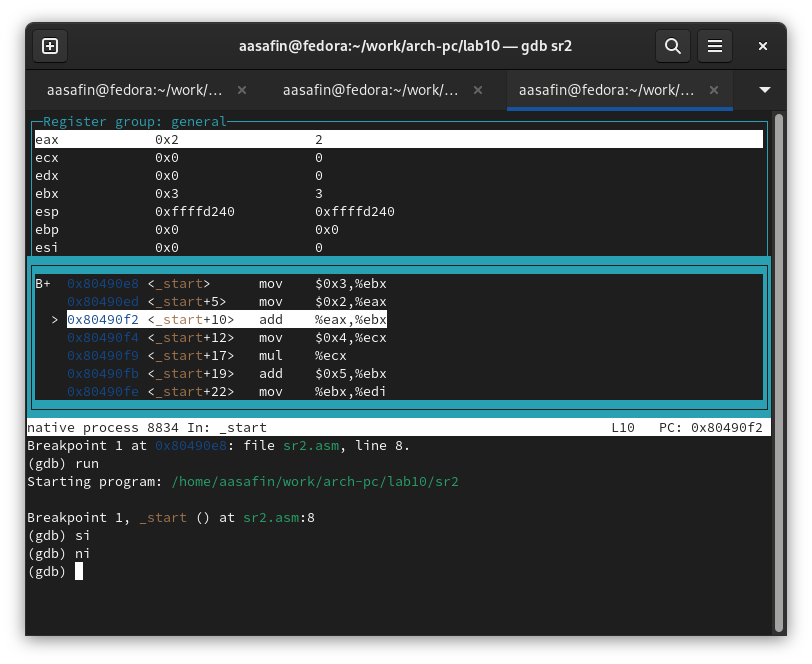 aasafin@fedora:~/work/arch-pc/lab10 — gdb sr2
aasafin@fedora:~/work/... aasafin@fedora:~/work/... aasafin@fedora:~/work/...
Register group: general
eax 0x2 2
ecx 0x0 0
edx 0x0 0
ebx 0x3 3
esp 0xffffd240 0xffffd240
ebp 0x0 0x0
esi 0x0 0
B+ 0x80490e8 <_start> mov $0x3,%ebx
0x80490ed <_start+5> mov $0x2,%eax
> 0x80490f2 <_start+10> add %eax,%ebx
0x80490f4 <_start+12> mov $0x4,%ecx
0x80490f9 <_start+17> mul %ecx
0x80490fb <_start+19> add $0x5,%ebx
0x80490fe <_start+22> mov %ebx,%edi
native process 8834 In: _start L10 PC: 0x80490f2
Breakpoint 1 at 0x80490e8: file sr2.asm, line 8.
(gdb) run
Starting program: /home/aasafin/work/arch-pc/lab10/sr2
Breakpoint 1, _start () at sr2.asm:8
(gdb) si
(gdb) ni
(gdb)